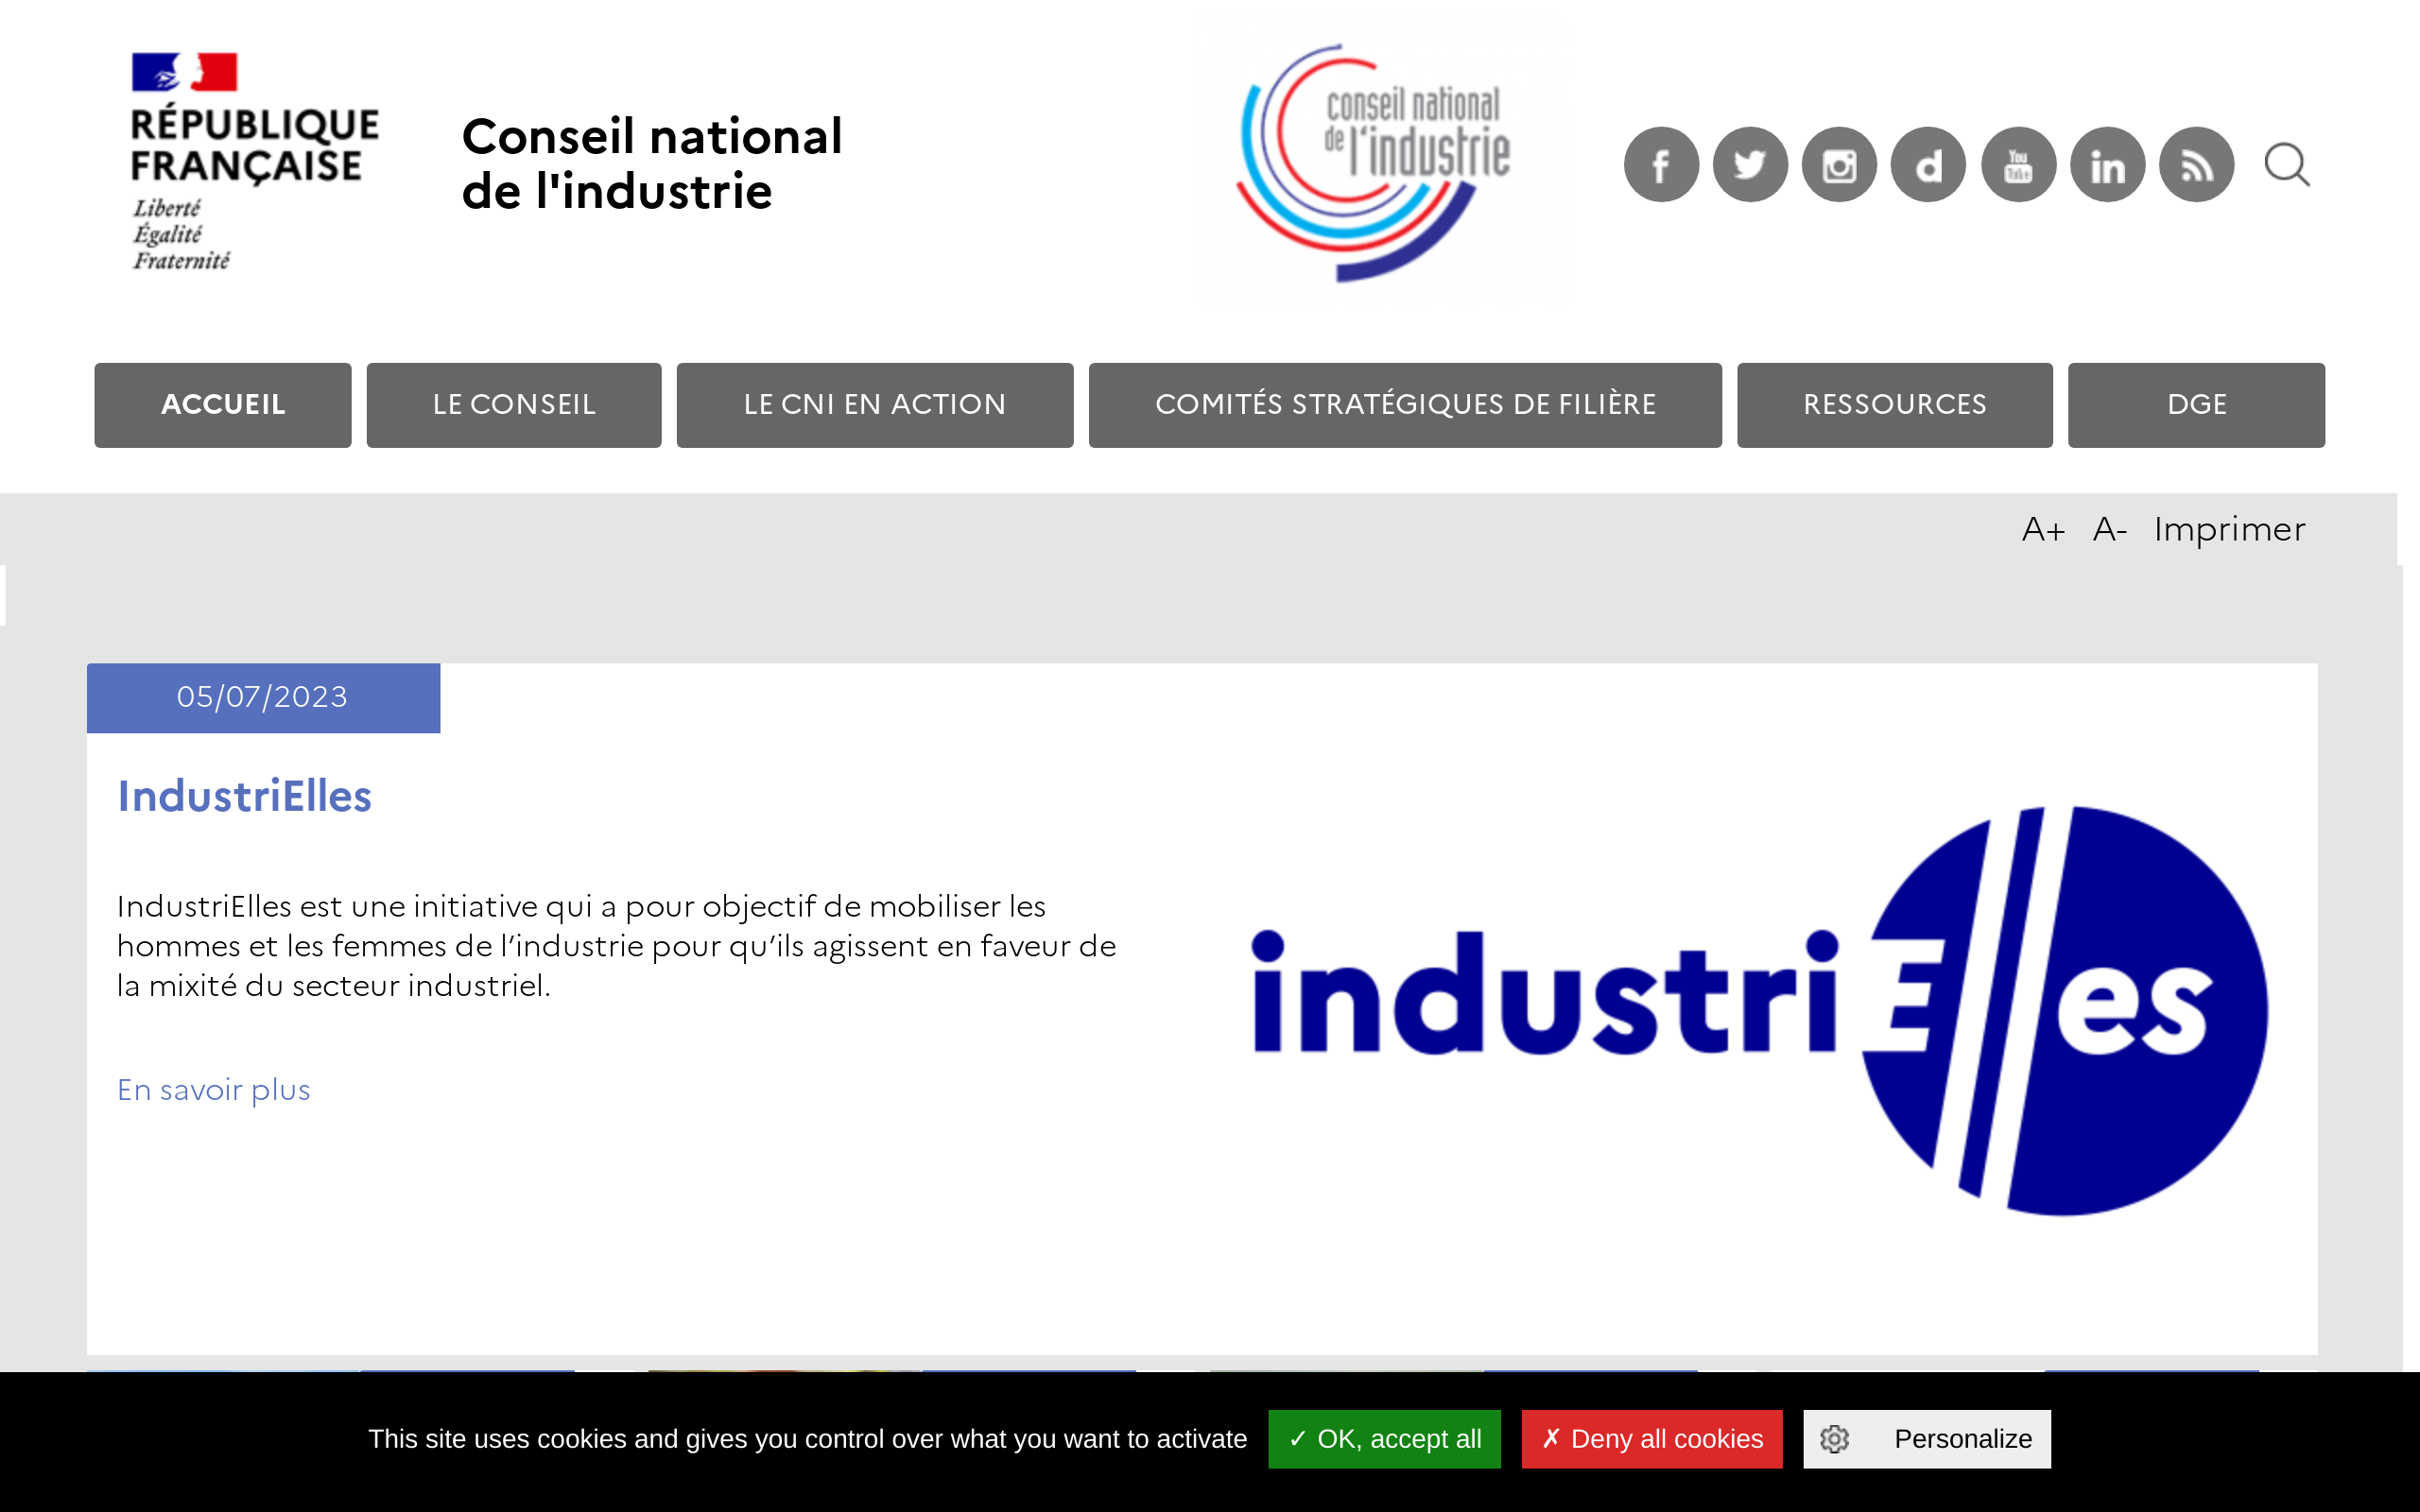 RÉPUBLIQUE
FRANÇAISE
Liberté
Égalité
Fraternité
Conseil national
de l'industrie
conseil national
de l'industrie
You
Tube
in
ACCUEIL
LE CONSEIL
LE CNI EN ACTION
COMITÉS STRATÉGIQUES DE FILIÈRE
RESSOURCES
DGE
A+ A- Imprimer
05/07/2023
IndustriElles
IndustriElles est une initiative qui a pour objectif de mobiliser les
hommes et les femmes de l’industrie pour qu’ils agissent en faveur de
la mixité du secteur industriel.
En savoir plus
industriElles
This site uses cookies and gives you control over what you want to activate
✓ OK, accept all
✗ Deny all cookies
Personalize